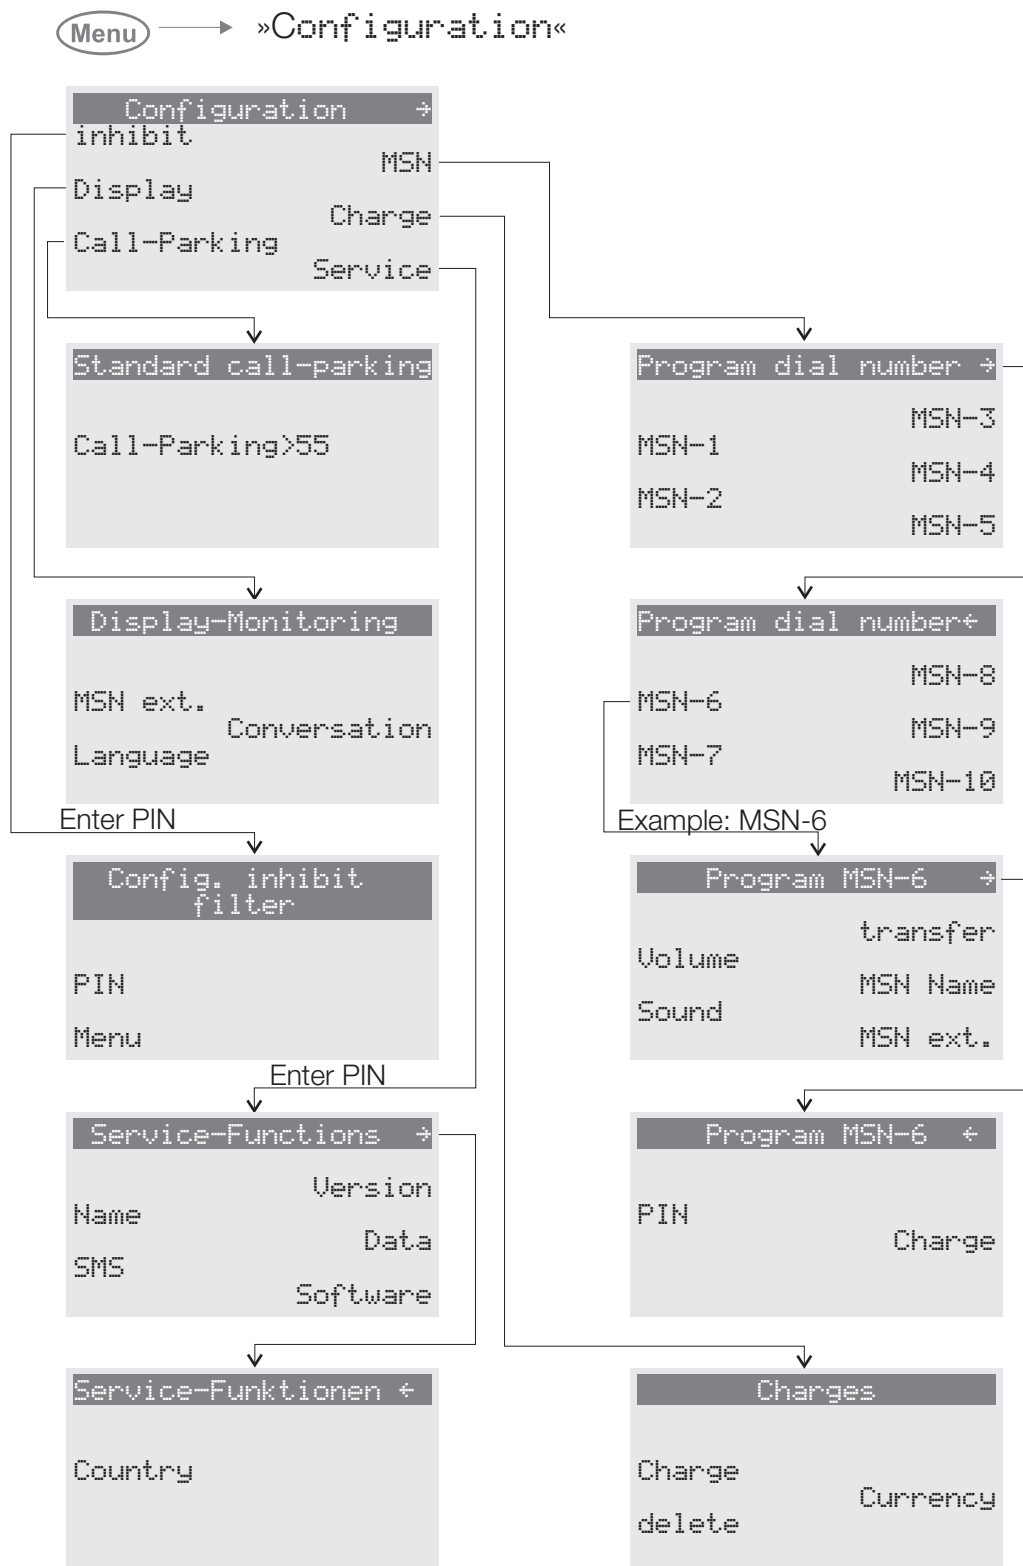 Menu »Configuration«
Configuration →
inhibit
MSN
Display
Charge
Call-Parking
Service
Standard call-parking
Call-Parking>55
Program dial number →
MSN-3
MSN-1
MSN-4
MSN-2
MSN-5
Display-Monitoring
MSN ext.
Conversation
Language
Program dial number←
MSN-8
MSN-6
MSN-9
MSN-7
MSN-10
Enter PIN
Example: MSN-6
Config. inhibit
filter
PIN
Menu
Program MSN-6 →
transfer
Volume
MSN Name
Sound
MSN ext.
Enter PIN
Service-Functions →
Version
Name
Data
SMS
Software
Program MSN-6 ←
PIN
Charge
Service-Funktionen ←
Country
Charges
Charge
Currency
delete